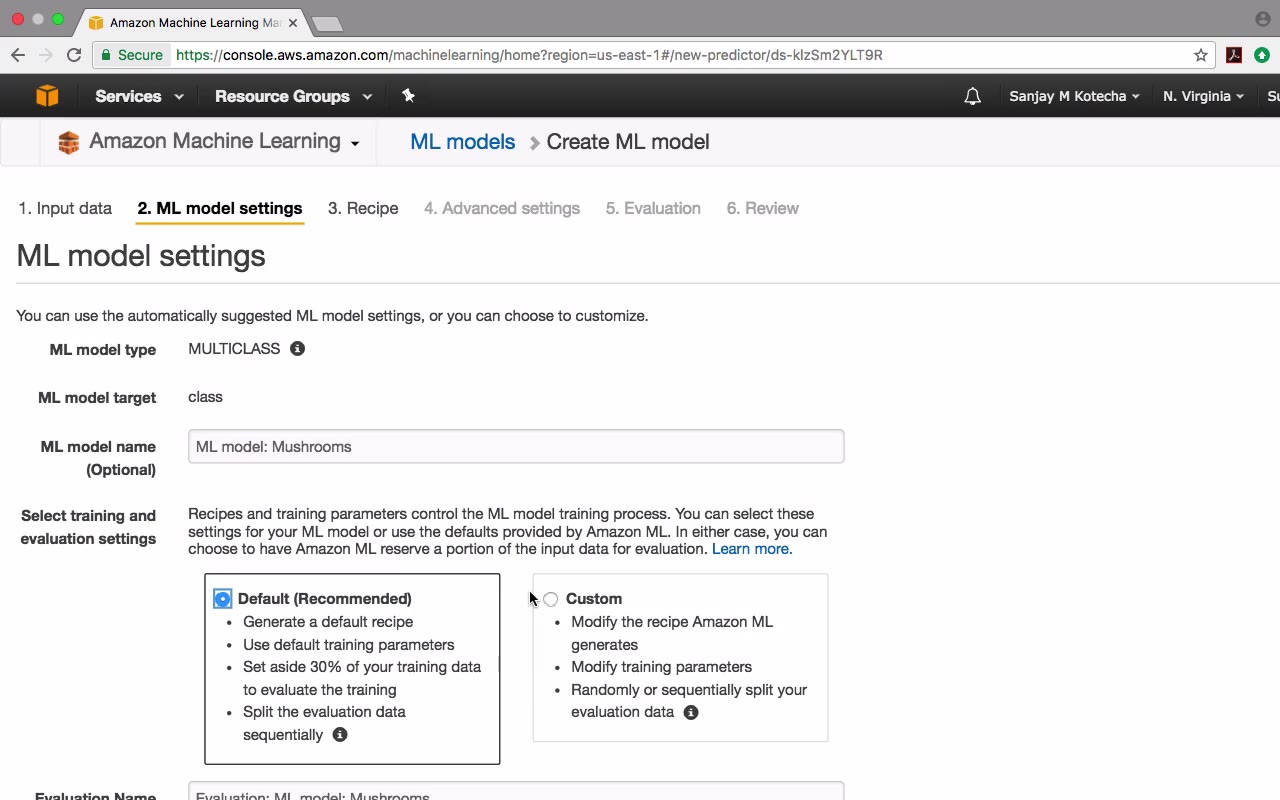 Amazon Machine Learning Ma
Secure https://console.aws.amazon.com/machinelearning/home?region=us-east-1#/new-predictor/ds-kIzSm2YLT9R
Services Resource Groups Sanjay M Kotecha N. Virginia Su
Amazon Machine Learning ML models Create ML model
1. Input data 2. ML model settings 3. Recipe 4. Advanced settings 5. Evaluation 6. Review
ML model settings
You can use the automatically suggested ML model settings, or you can choose to customize.
ML model type MULTICLASS
ML model target class
ML model name (Optional) ML model: Mushrooms
Select training and evaluation settings
Recipes and training parameters control the ML model training process. You can select these
settings for your ML model or use the defaults provided by Amazon ML. In either case, you can
choose to have Amazon ML reserve a portion of the input data for evaluation. Learn more.
Default (Recommended)
• Generate a default recipe
• Use default training parameters
• Set aside 30% of your training data
to evaluate the training
• Split the evaluation data
sequentially
Custom
• Modify the recipe Amazon ML
generates
• Modify training parameters
• Randomly or sequentially split your
evaluation data
Evaluation Name Evaluation: ML model: Mushrooms